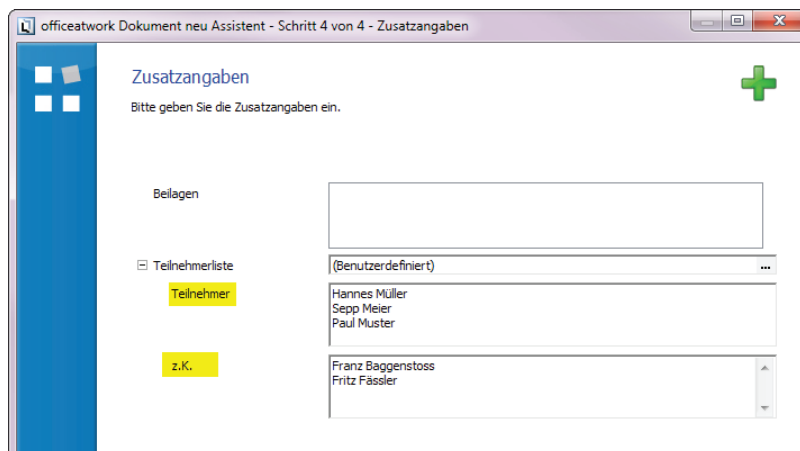 officeatwork Dokument neu Assistent - Schritt 4 von 4 - Zusatzangaben
Zusatzangaben
Bitte geben Sie die Zusatzangaben ein.
Beilagen
Teilnehmerliste
(Benutzerdefiniert)
...
Teilnehmer
Hannes Müller
Sepp Meier
Paul Muster
z.K.
Franz Baggenstoss
Fritz Fässler